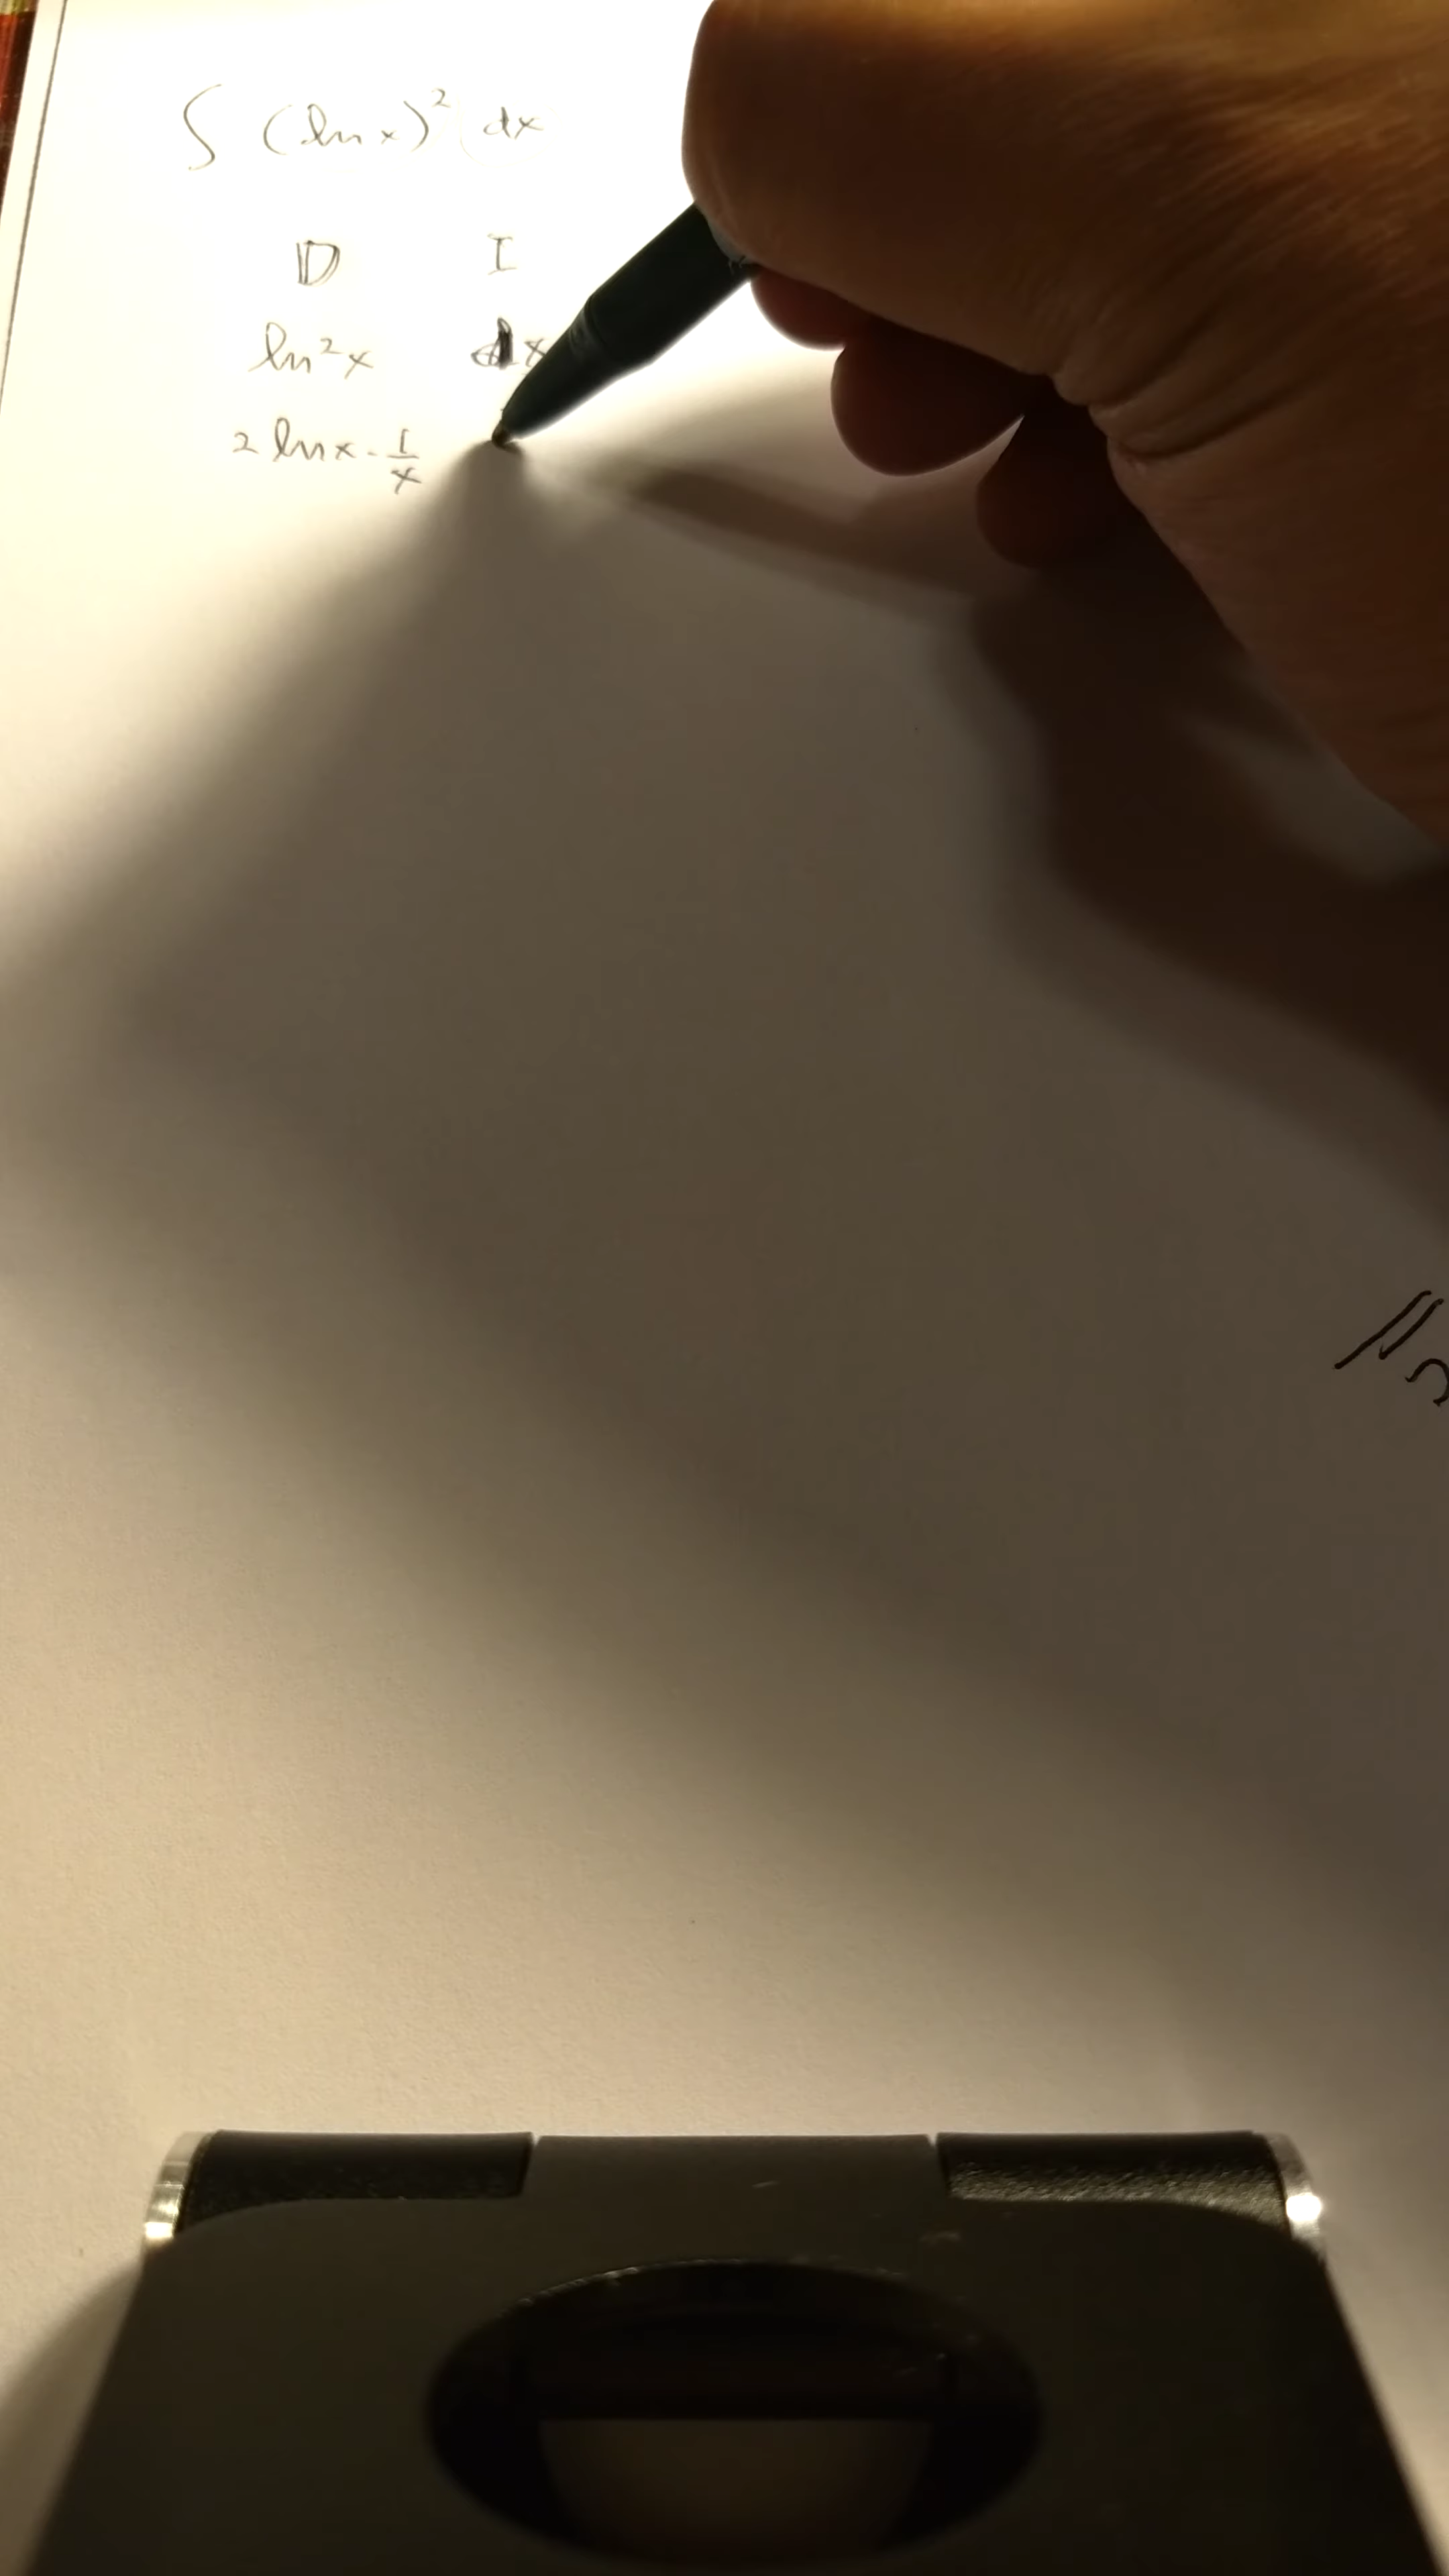 ∫ (ln x)² dx
D I
ln²x dx
2 ln x · 1/x